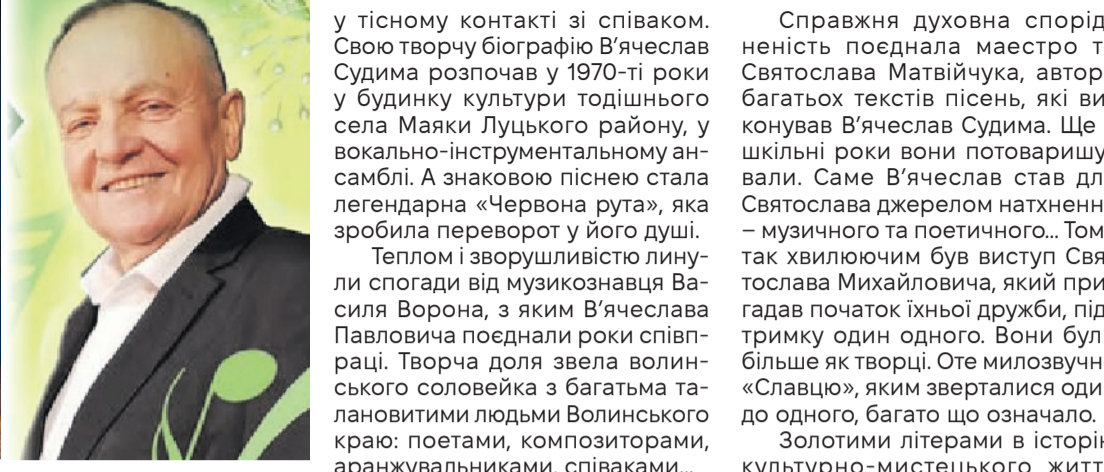 у тісному контакті зі співаком.
Свою творчу біографію В’ячеслав
Судима розпочав у 1970-ті роки
у будинку культури тодішнього
села Маяки Луцького району, у
вокально-інструментальному ан-
самблі. А знаковою піснею стала
легендарна «Червона рута», яка
зробила переворот у його душі.
Теплом і зворушливістю лину-
ли спогади від музикознавця Ва-
силя Ворона, з яким В’ячеслава
Павловича поєднали роки співп-
раці. Творча доля звела волин-
ського соловейка з багатьма та-
лановитими людьми Волинського
краю: поетами, композиторами,
аранжувальниками, співаками...
Справжня духовна спорід
неність поєднала маестро т
Святослава Матвійчука, автор
багатьох текстів пісень, які ви
конував В’ячеслав Судима. Ще
шкільні роки вони потоваришу
вали. Саме В’ячеслав став дл
Святослава джерелом натхненн
– музичного та поетичного... Том
так хвилюючим був виступ Свя
тослава Михайловича, який при
гадав початок їхньої дружби, під
тримку один одного. Вони бул
більше як творці. Оте милозвучн
«Славцю», яким зверталися оди
до одного, багато що означало.
Золотими літерами в історі
культурно-мистецького житт